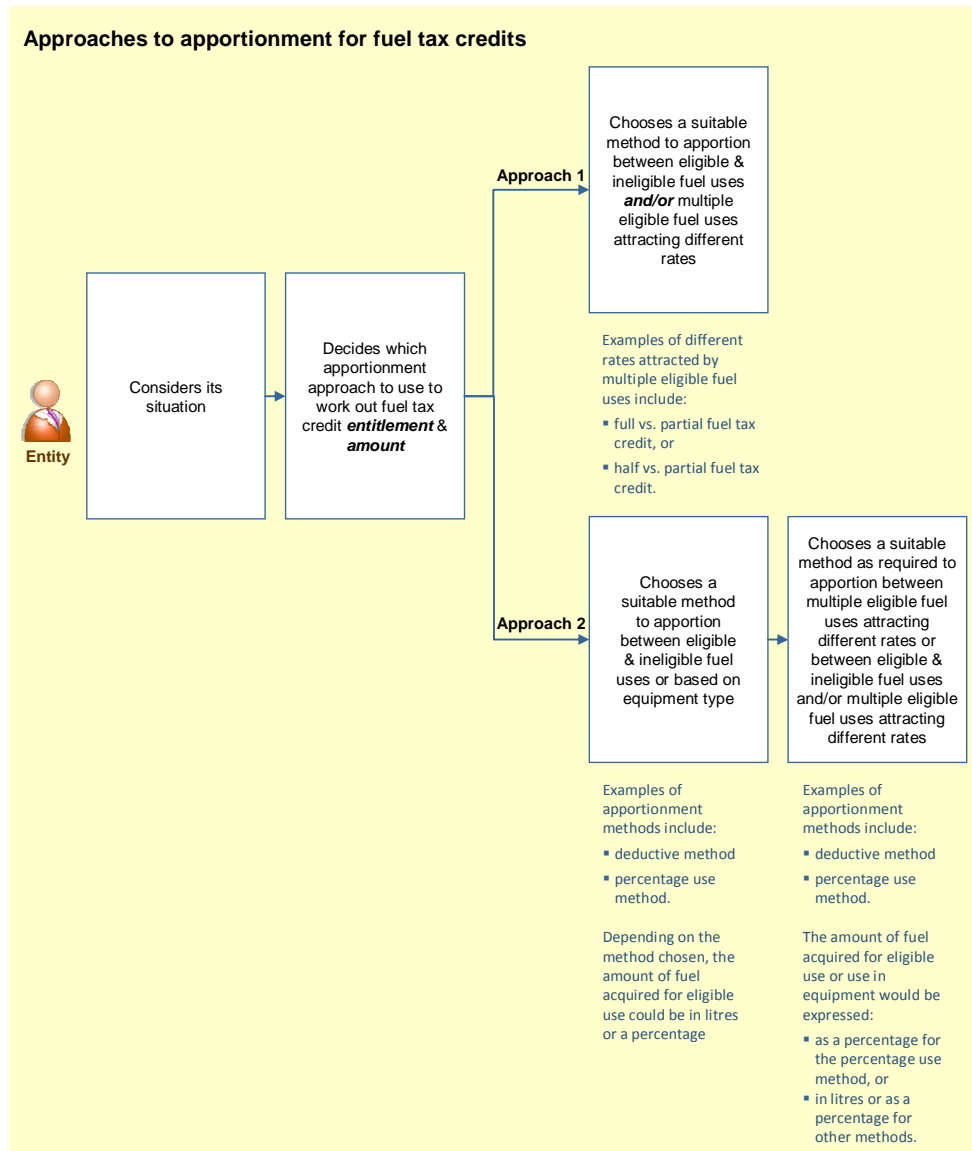 Approaches to apportionment for fuel tax credits
Entity
Considers its
situation
Decides which
apportionment
approach to use to
work out fuel tax
credit entitlement &
amount
Approach 1
Chooses a suitable
method to apportion
between eligible &
ineligible fuel uses
and/or multiple
eligible fuel uses
attracting different
rates
Examples of different
rates attracted by
multiple eligible fuel
uses include:
▪ full vs. partial fuel tax
credit, or
▪ half vs. partial fuel tax
credit.
Approach 2
Chooses a
suitable method
to apportion
between eligible
& ineligible fuel
uses or based on
equipment type
Examples of
apportionment
methods include:
▪ deductive method
▪ percentage use
method.
Depending on the
method chosen, the
amount of fuel
acquired for eligible
use could be in litres
or a percentage
Chooses a suitable
method as required to
apportion between
multiple eligible fuel
uses attracting
different rates or
between eligible &
ineligible fuel uses
and/or multiple eligible
fuel uses attracting
different rates
Examples of
apportionment
methods include:
▪ deductive method
▪ percentage use
method.
The amount of fuel
acquired for eligible
use or use in
equipment would be
expressed:
▪ as a percentage for
the percentage use
method, or
▪ in litres or as a
percentage for
other methods.